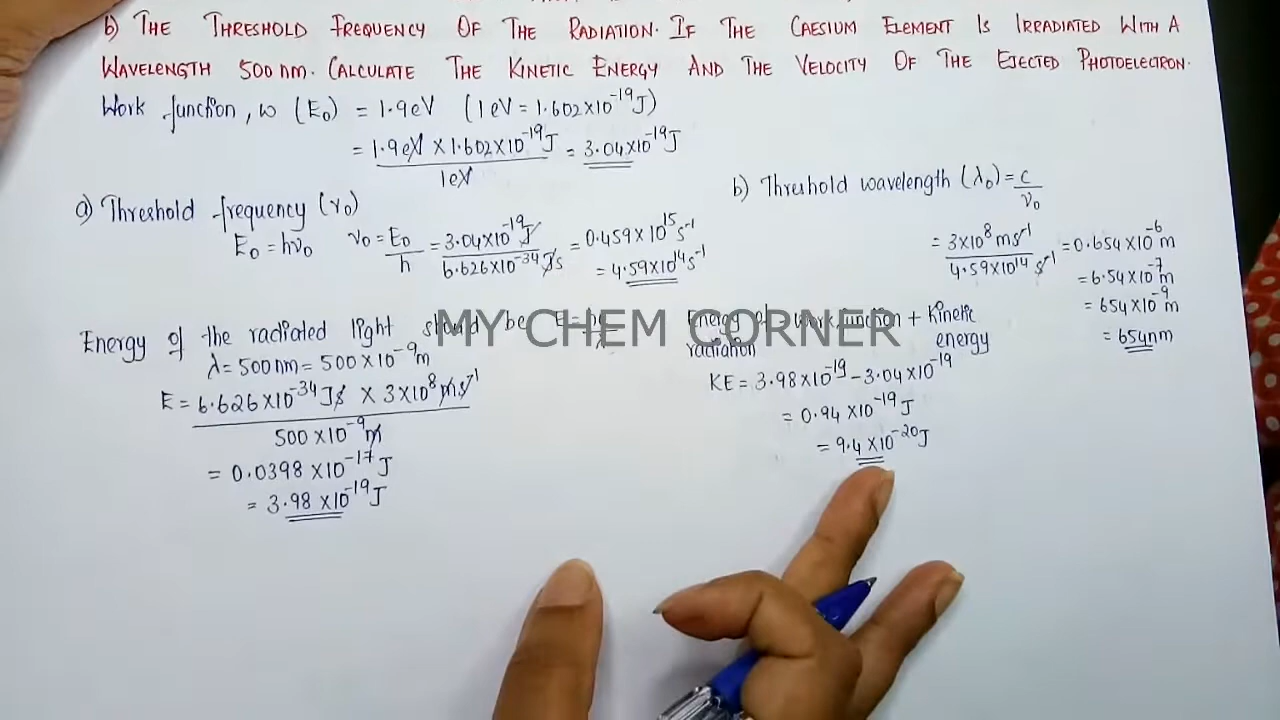 b) THE THRESHOLD FREQUENCY OF THE RADIATION. IF THE CAESIUM ELEMENT IS IRRADIATED WITH A
WAVELENGTH 500 nm. CALCULATE THE KINETIC ENERGY AND THE VELOCITY OF THE EJECTED PHOTOELECTRON.
Work function, ω (E₀) = 1.9eV (1eV = 1.602×10⁻¹⁹J)
= 1.9eV × 1.602×10⁻¹⁹J / 1eV = 3.04×10⁻¹⁹J
a) Threshold frequency (ν₀)
E₀ = hν₀ ν₀ = E₀/h = 3.04×10⁻¹⁹J / 6.626×10⁻³⁴Js = 0.459×10¹⁵s⁻¹
= 4.59×10¹⁴s⁻¹
b) Threshold wavelength (λ₀) = c/ν₀
= 3×10⁸ms⁻¹ / 4.59×10¹⁴s⁻¹ = 0.654×10⁻⁶m
= 6.54×10⁻⁷m
= 654×10⁻⁹m
= 654nm
Energy of the radiated light should be E =
λ = 500nm = 500×10⁻⁹m
E = 6.626×10⁻³⁴Js × 3×10⁸ms⁻¹ / 500×10⁻⁹m
= 0.0398×10⁻¹⁷J
= 3.98×10⁻¹⁹J
Energy of radiation work function + Kinetic energy
KE = 3.98×10⁻¹⁹ – 3.04×10⁻¹⁹
= 0.94×10⁻¹⁹J
= 9.4×10⁻²⁰J
MY CHEM CORNER